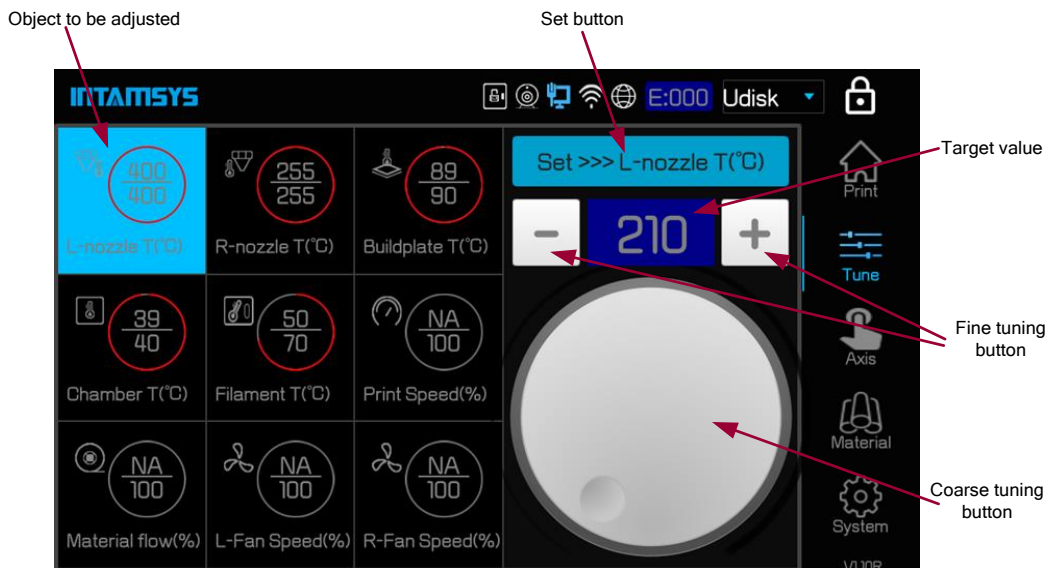 Object to be adjusted
Set button
INTAMSYS
E:000
Udisk
400
400
L-nozzle T(°C)
255
255
R-nozzle T(°C)
89
90
Buildplate T(°C)
Set >>> L-nozzle T(°C)
210
Target value
Print
Tune
Fine tuning
button
39
40
Chamber T(°C)
50
70
Filament T(°C)
NA
100
Print Speed(%)
Axis
Material
NA
100
Material flow(%)
NA
100
L-Fan Speed(%)
NA
100
R-Fan Speed(%)
Coarse tuning
button
System